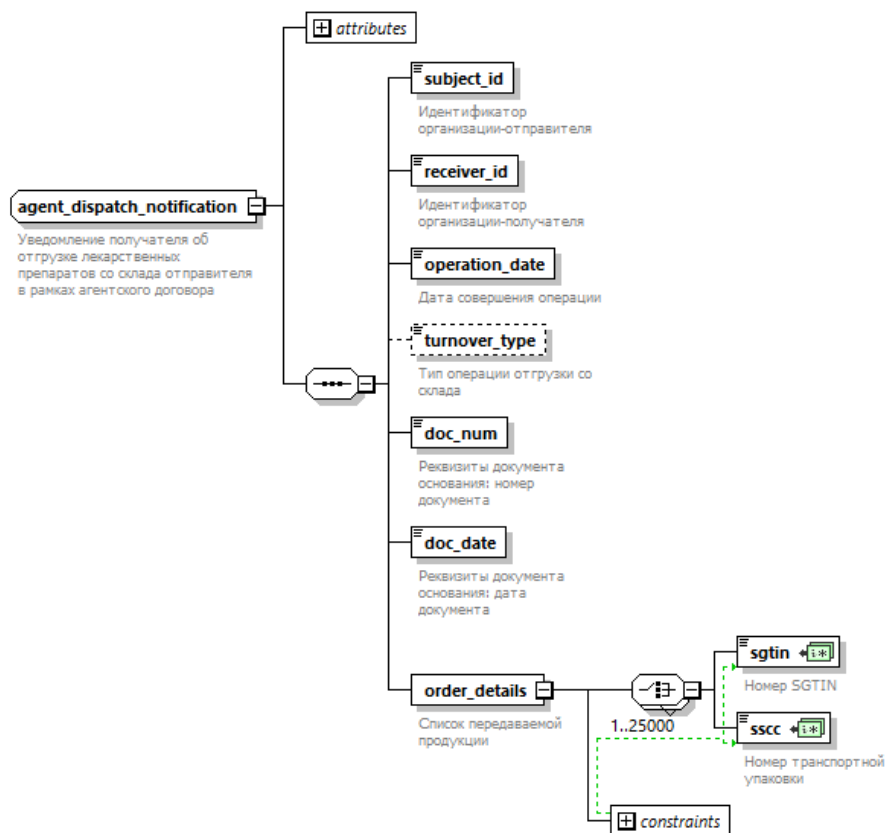 attributes
subject_id
Идентификатор
организации-отправителя
receiver_id
Идентификатор
организации-получателя
agent_dispatch_notification
Уведомление получателя об
отгрузке лекарственных
препаратов со склада отправителя
в рамках агентского договора
operation_date
Дата совершения операции
turnover_type
Тип операции отгрузки со
склада
doc_num
Реквизиты документа
основания: номер
документа
doc_date
Реквизиты документа
основания: дата
документа
order_details
Список передаваемой
продукции
1..25000
sgtin
Номер SGTIN
sscc
Номер транспортной
упаковки
constraints